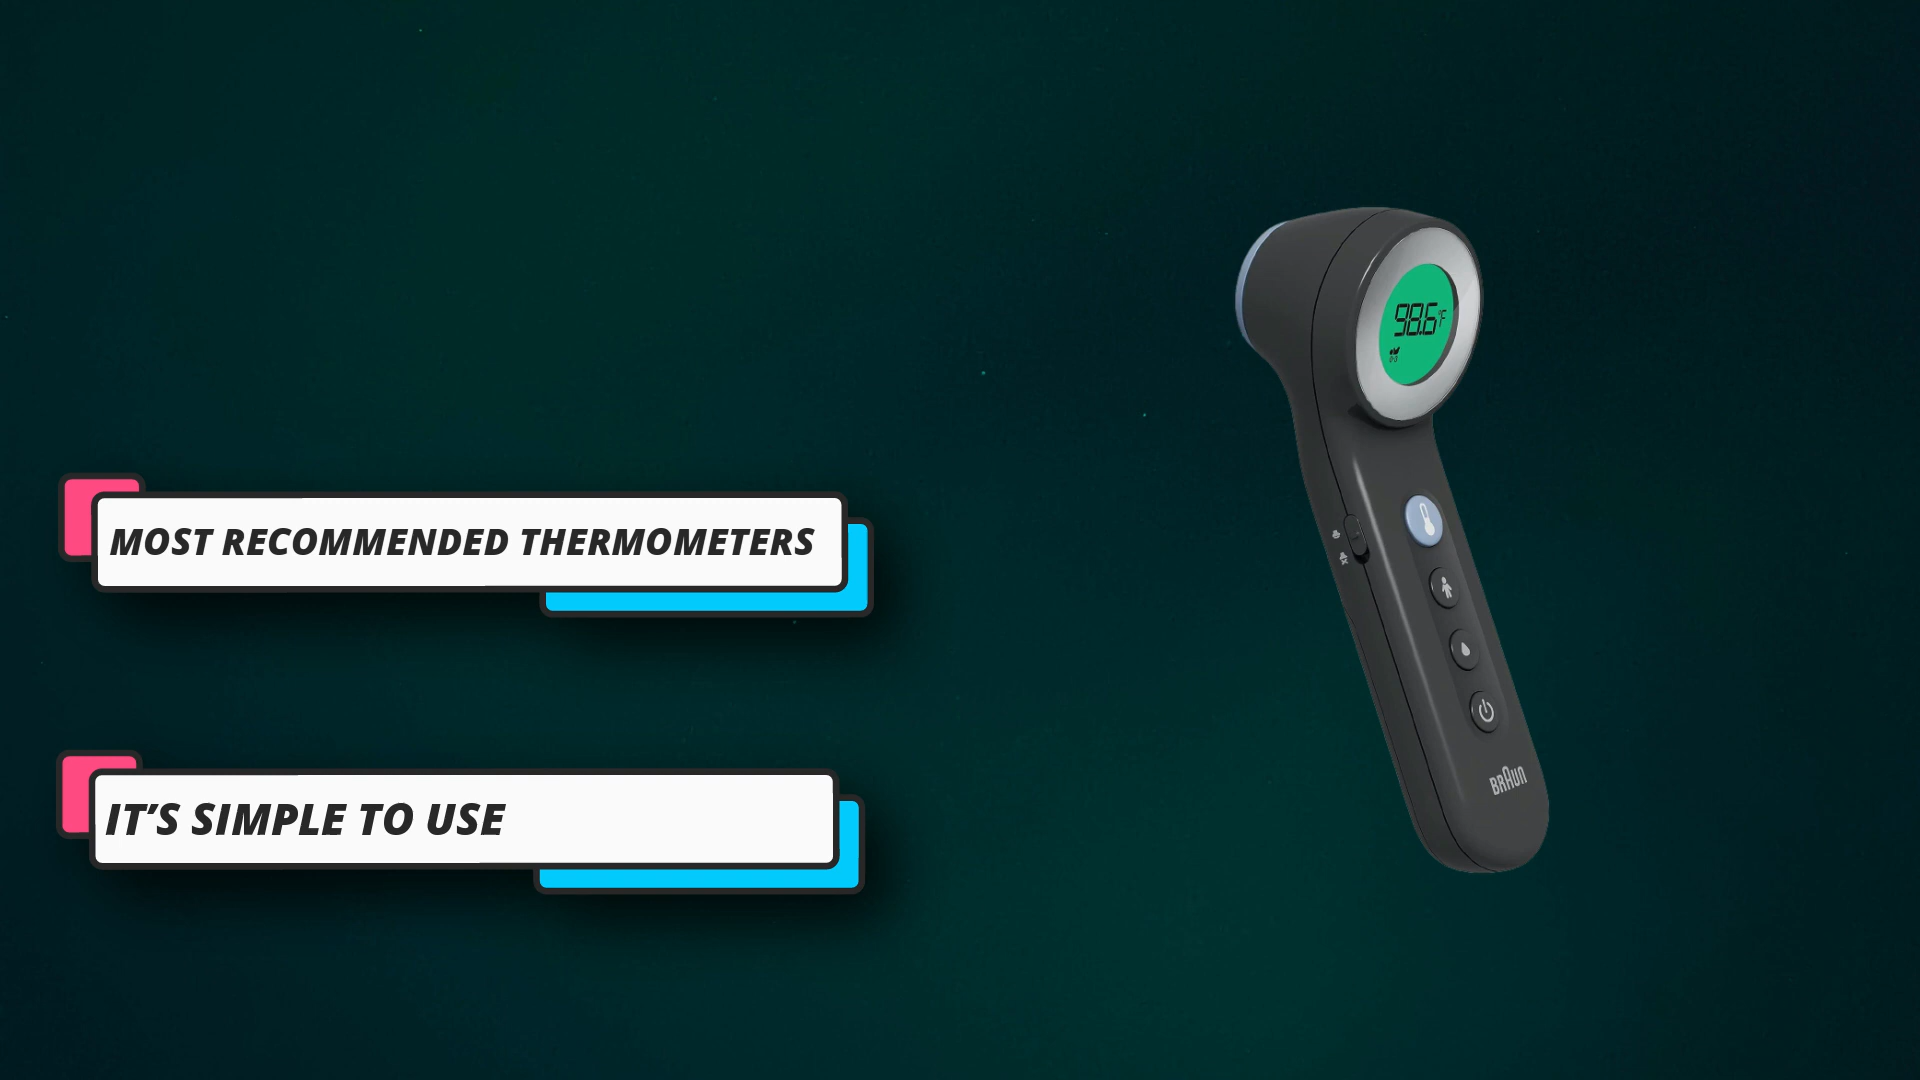 98.6°F
MOST RECOMMENDED THERMOMETERS
IT’S SIMPLE TO USE
BRAUN